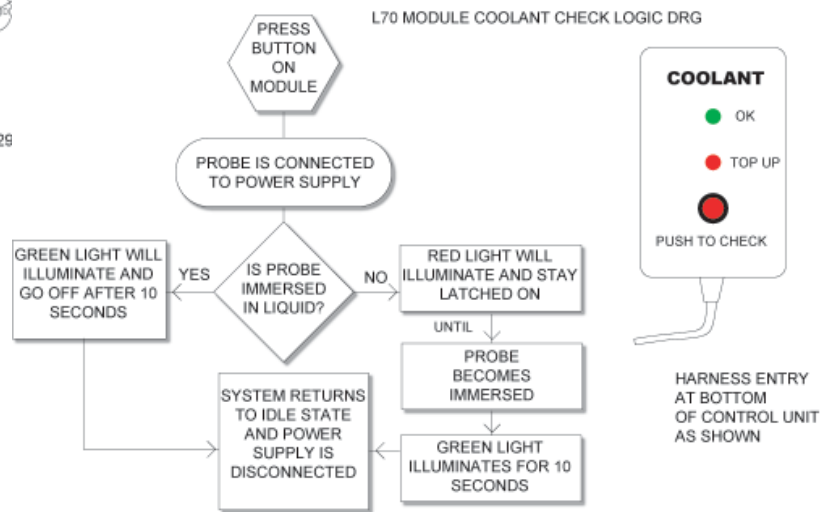 L70 MODULE COOLANT CHECK LOGIC DRG
PRESS
BUTTON
ON
MODULE
29
PROBE IS CONNECTED
TO POWER SUPPLY
IS PROBE
IMMERSED
IN LIQUID?
YES
NO
GREEN LIGHT WILL
ILLUMINATE AND
GO OFF AFTER 10
SECONDS
RED LIGHT WILL
ILLUMINATE AND STAY
LATCHED ON
UNTIL
PROBE
BECOMES
IMMERSED
GREEN LIGHT
ILLUMINATES FOR 10
SECONDS
SYSTEM RETURNS
TO IDLE STATE
AND POWER
SUPPLY IS
DISCONNECTED
COOLANT
OK
TOP UP
PUSH TO CHECK
HARNESS ENTRY
AT BOTTOM
OF CONTROL UNIT
AS SHOWN